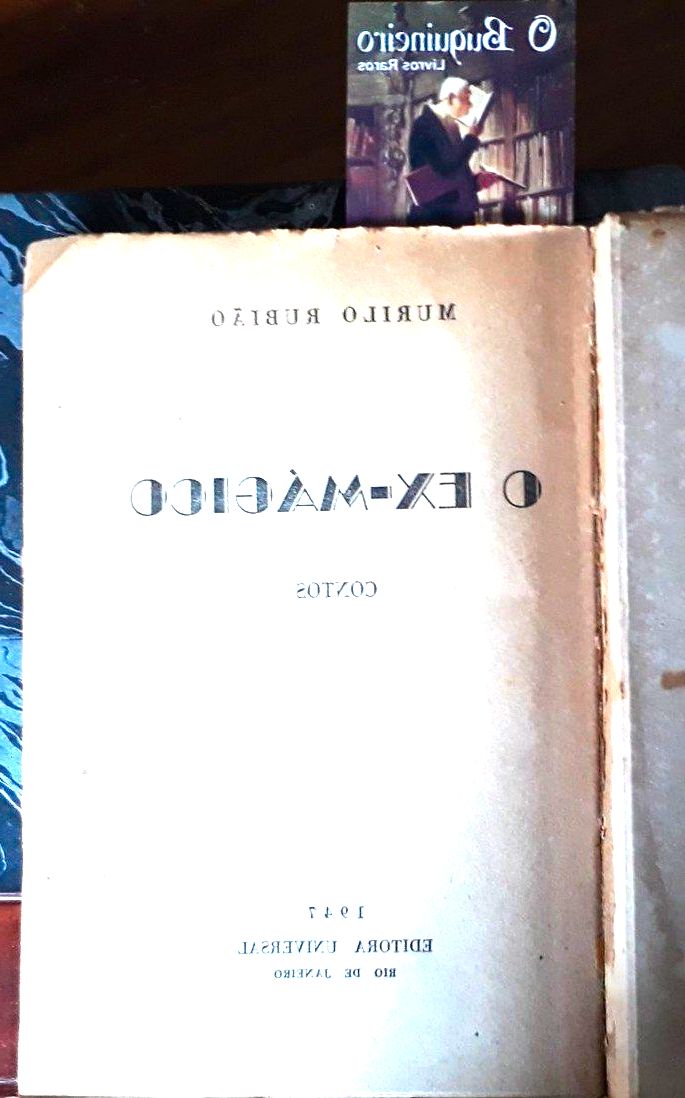 O Buquineiro
Livros Raros
MURILO RUBIÃO
O EX-MÁGICO
CONTOS
1947
EDITORA UNIVERSAL
RIO DE JANEIRO